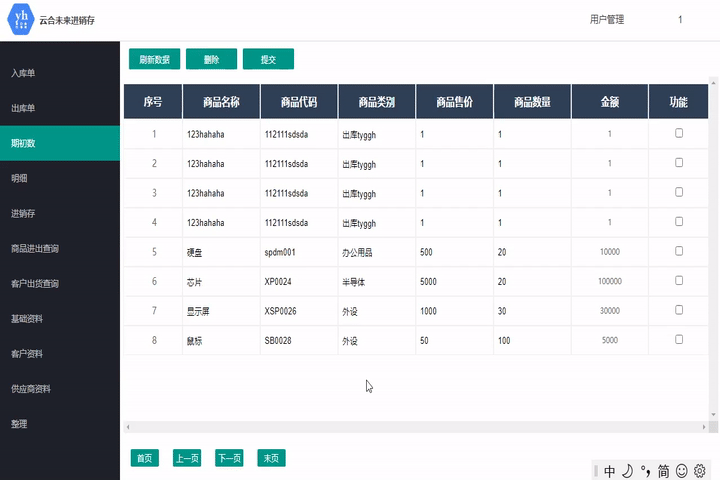 yh
云合未来进销存
用户管理
1
入库单
出库单
期初数
明细
进销存
商品进出查询
客户出货查询
基础资料
客户资料
供应商资料
整理
刷新数据 删除 提交
序号 商品名称 商品代码 商品类别 商品售价 商品数量 金额 功能
1 123hahaha 112111sdsda 出库tyggh 1 1 1
2 123hahaha 112111sdsda 出库tyggh 1 1 1
3 123hahaha 112111sdsda 出库tyggh 1 1 1
4 123hahaha 112111sdsda 出库tyggh 1 1 1
5 硬盘 spdm001 办公用品 500 20 10000
6 芯片 XP0024 半导体 5000 20 100000
7 显示屏 XSP0026 外设 1000 30 30000
8 鼠标 SB0028 外设 50 100 5000
首页 上一页 下一页 末页
中 简